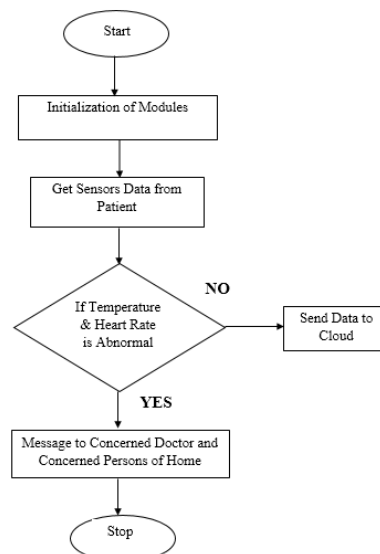 Start
Initialization of Modules
Get Sensors Data from
Patient
If Temperature
& Heart Rate
is Abnormal
NO
Send Data to
Cloud
YES
Message to Concerned Doctor and
Concerned Persons of Home
Stop